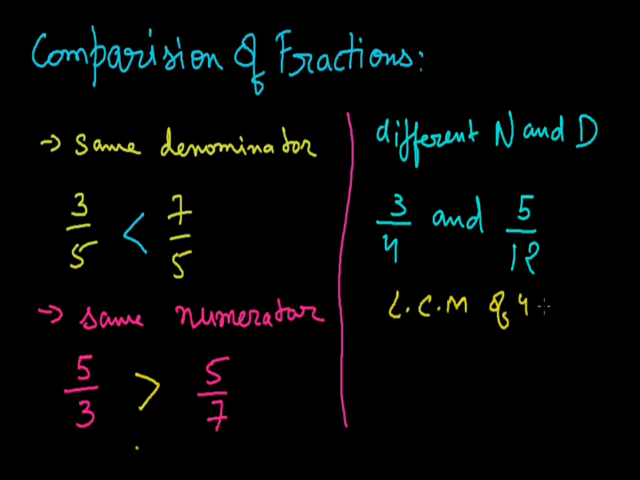 Comparision of Fractions:
→ same denominator
3/5 < 7/5
→ same numerator
5/3 > 5/7
different N and D
3/4 and 5/12
L.C.M of 4